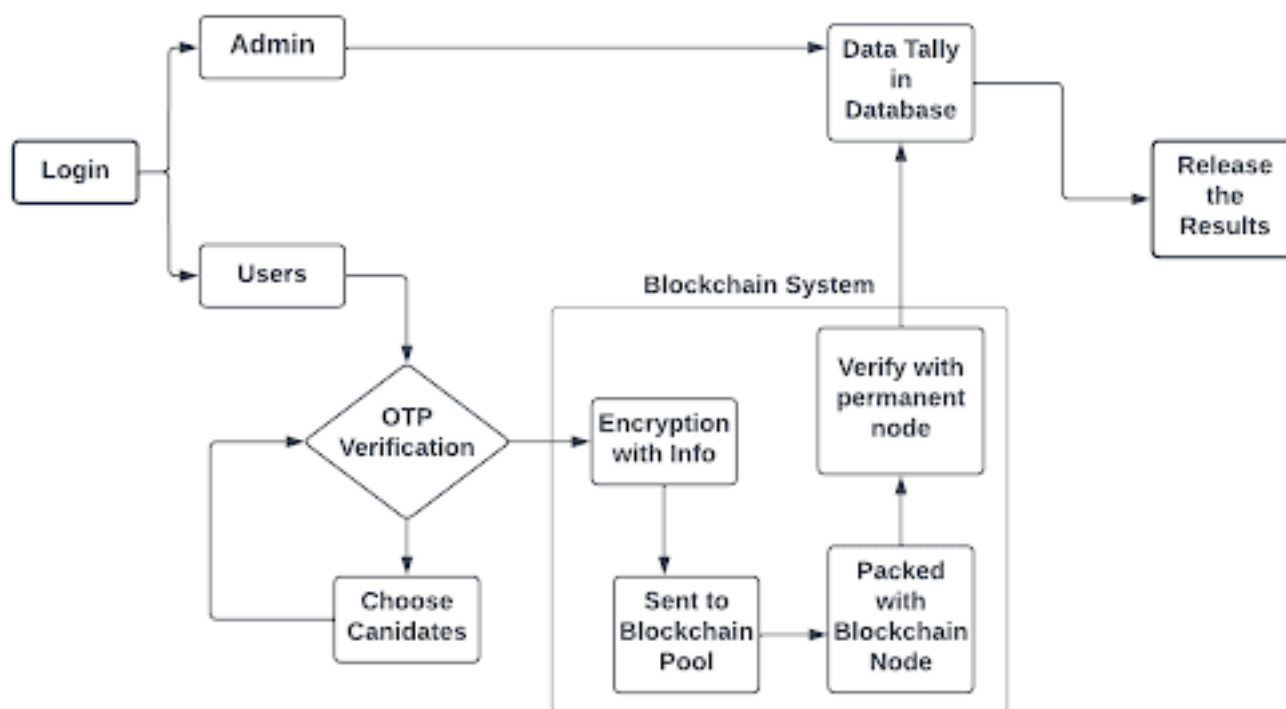 Admin
Data Tally
in
Database
Login
Release
the
Results
Users
Blockchain System
OTP
Verification
Encryption
with Info
Verify with
permanent
node
Choose
Canidates
Sent to
Blockchain
Pool
Packed
with
Blockchain
Node